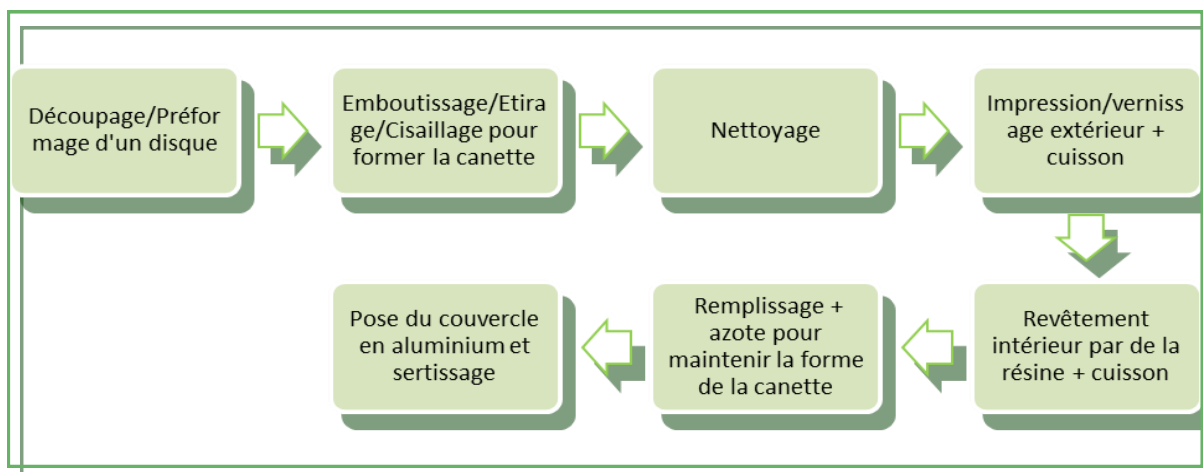 Découpage/Préfor
mage d'un disque
Emboutissage/Etira
ge/Cisaillage pour
former la canette
Nettoyage
Impression/verniss
age extérieur +
cuisson
Revêtement
intérieur par de la
résine + cuisson
Remplissage +
azote pour
maintenir la forme
de la canette
Pose du couvercle
en aluminium et
sertissage